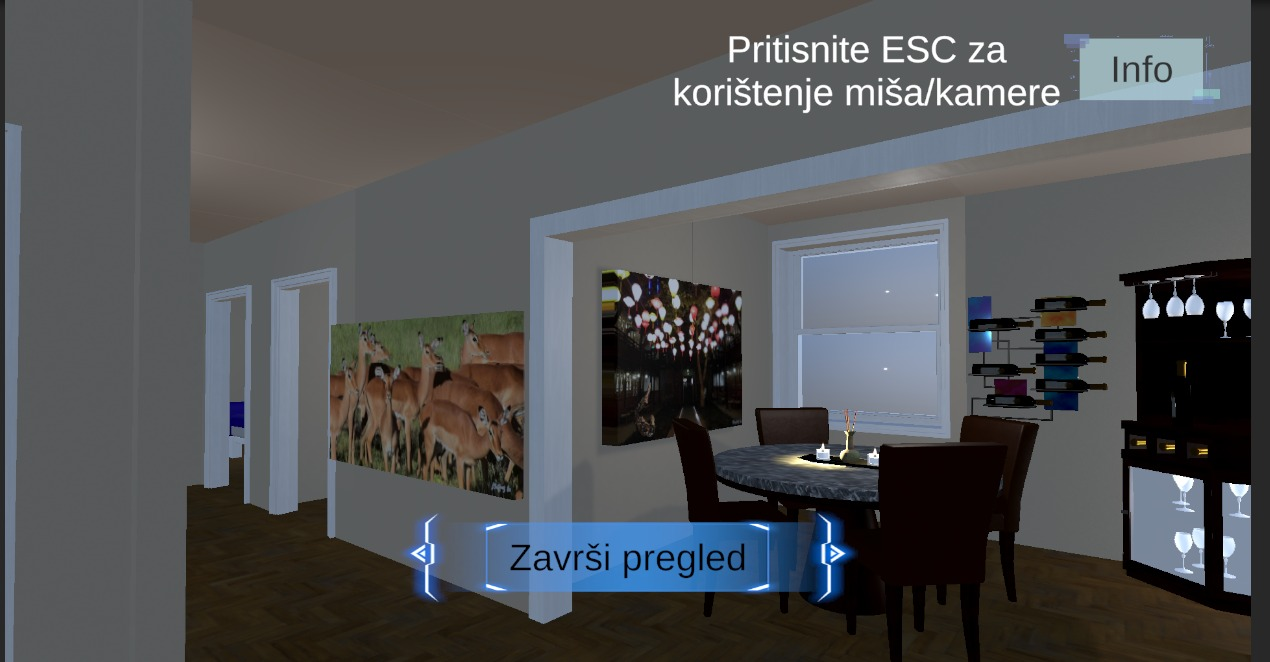 Pritisnite ESC za
korištenje miša/kamere
Info
Završi pregled